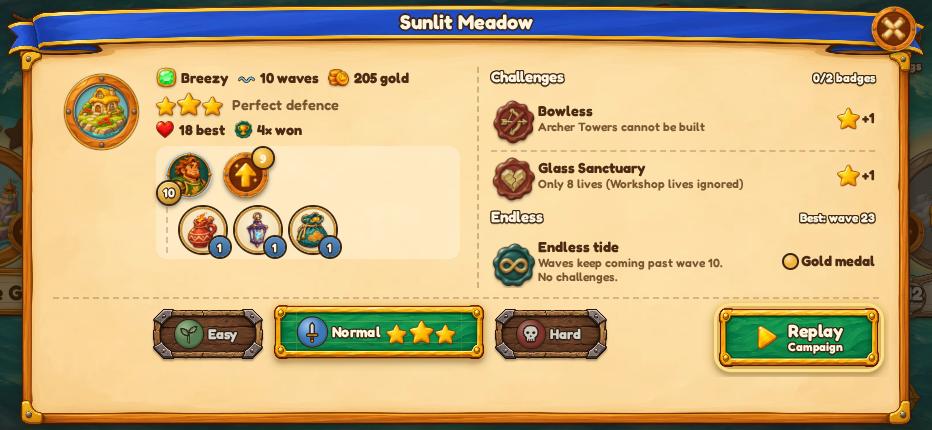 Sunlit Meadow
Breezy 10 waves 205 gold
Perfect defence
18 best 4x won
9
10
1 1 1
Challenges 0/2 badges
Bowless
Archer Towers cannot be built
+1
Glass Sanctuary
Only 8 lives (Workshop lives ignored)
+1
Endless Best: wave 23
Endless tide
Waves keep coming past wave 10.
No challenges.
Gold medal
Easy
Normal
Hard
Replay
Campaign